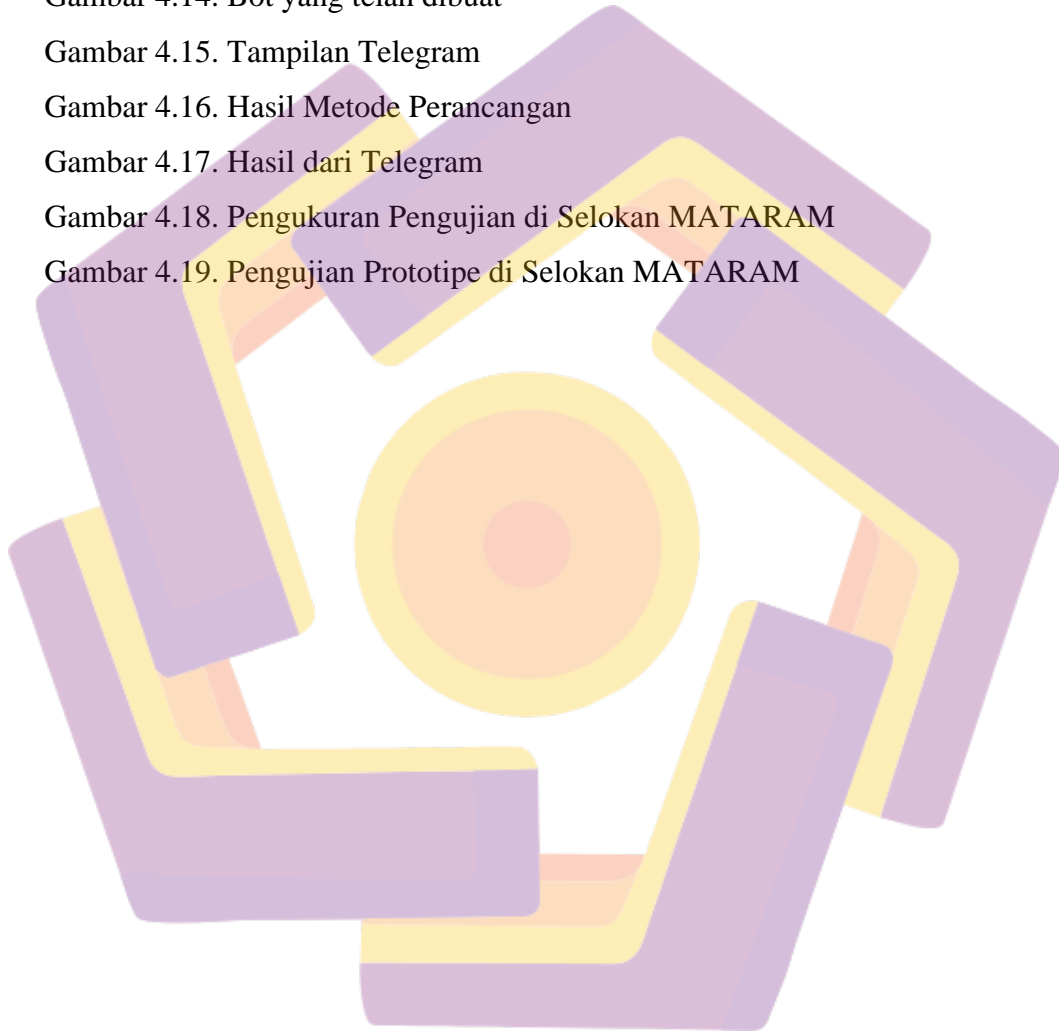 Gambar 4.14. Bot yang telah dibuat
Gambar 4.15. Tampilan Telegram
Gambar 4.16. Hasil Metode Perancangan
Gambar 4.17. Hasil dari Telegram
Gambar 4.18. Pengukuran Pengujian di Selokan MATARAM
Gambar 4.19. Pengujian Prototipe di Selokan MATARAM